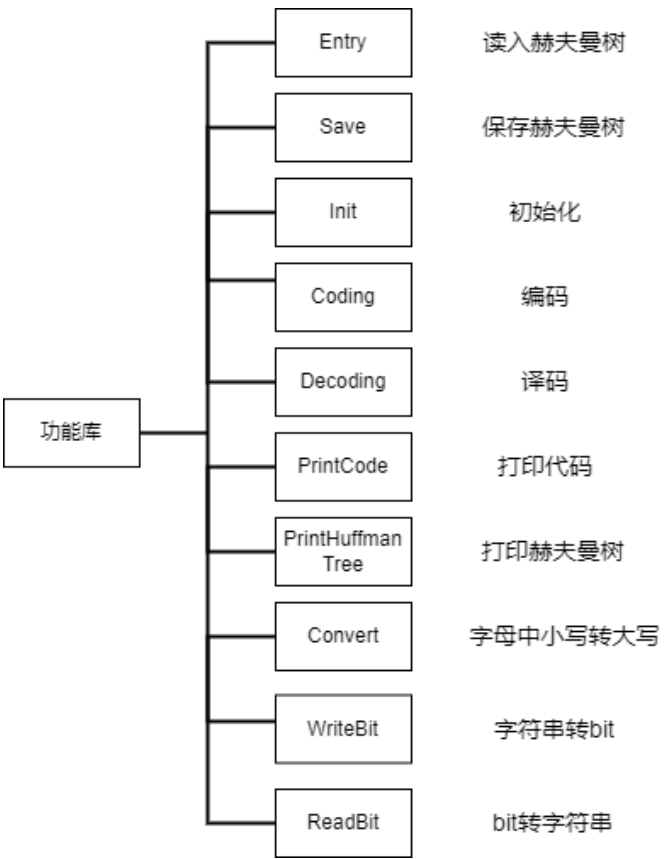 Entry 读入赫夫曼树
Save 保存赫夫曼树
Init 初始化
Coding 编码
Decoding 译码
功能库
PrintCode 打印代码
PrintHuffman
Tree
打印赫夫曼树
Convert 字母中小写转大写
WriteBit 字符串转bit
ReadBit bit转字符串